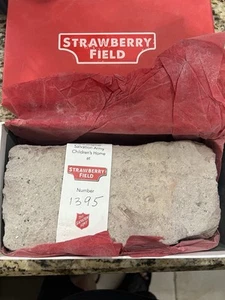 STRAWBERRY
FIELD
Salvation Army
Children's Home
at
STRAWBERRY
FIELD
Number
1395